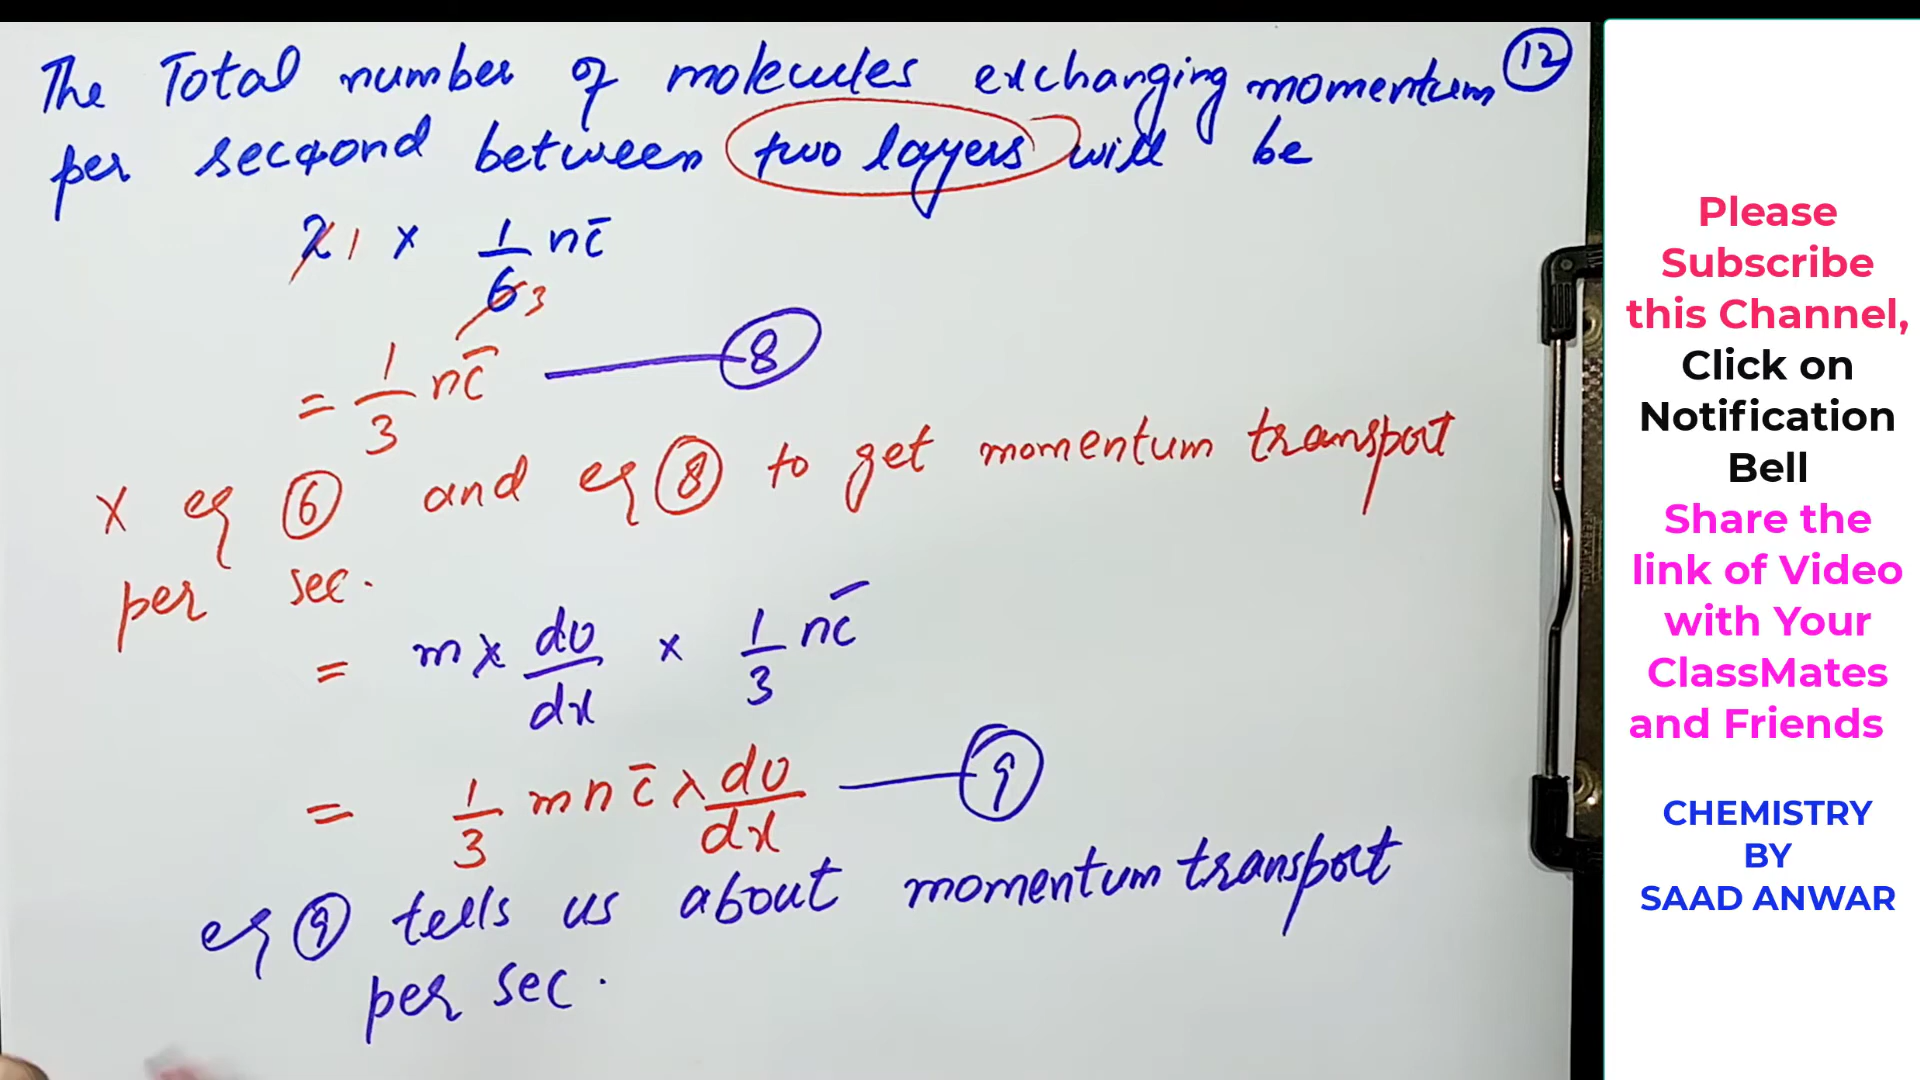 The Total number of molecules exchanging momentum 12
per second between two layers will be
2 1 × 1/6 3 nc̄
= 1/3 nc̄ 8
× eq 6 and eq 8 to get momentum transport
per sec.
= mλ dv/dx × 1/3 nc̄
= 1/3 mnc̄λ dv/dx 9
eq 9 tells us about momentum transport
per sec.
Please
Subscribe
this Channel,
Click on
Notification
Bell
Share the
link of Video
with Your
ClassMates
and Friends
CHEMISTRY
BY
SAAD ANWAR